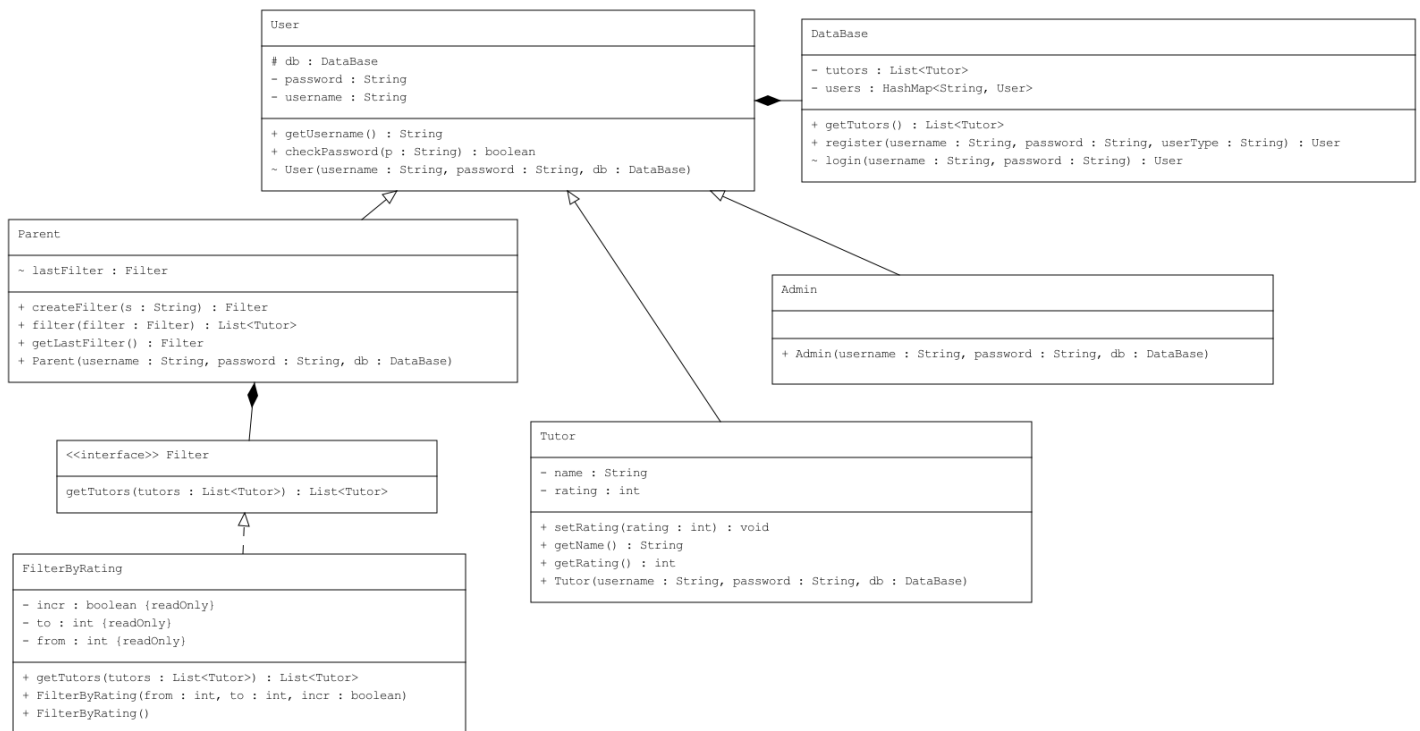 User
# db : DataBase
- password : String
- username : String
+ getUsername() : String
+ checkPassword(p : String) : boolean
~ User(username : String, password : String, db : DataBase)
DataBase
- tutors : List<Tutor>
- users : HashMap<String, User>
+ getTutors() : List<Tutor>
+ register(username : String, password : String, userType : String) : User
~ login(username : String, password : String) : User
Parent
~ lastFilter : Filter
+ createFilter(s : String) : Filter
+ filter(filter : Filter) : List<Tutor>
+ getLastFilter() : Filter
+ Parent(username : String, password : String, db : DataBase)
Admin
+ Admin(username : String, password : String, db : DataBase)
<<interface>> Filter
getTutors(tutors : List<Tutor>) : List<Tutor>
Tutor
- name : String
- rating : int
+ setRating(rating : int) : void
+ getName() : String
+ getRating() : int
+ Tutor(username : String, password : String, db : DataBase)
FilterByRating
- incr : boolean {readOnly}
- to : int {readOnly}
- from : int {readOnly}
+ getTutors(tutors : List<Tutor>) : List<Tutor>
+ FilterByRating(from : int, to : int, incr : boolean)
+ FilterByRating()